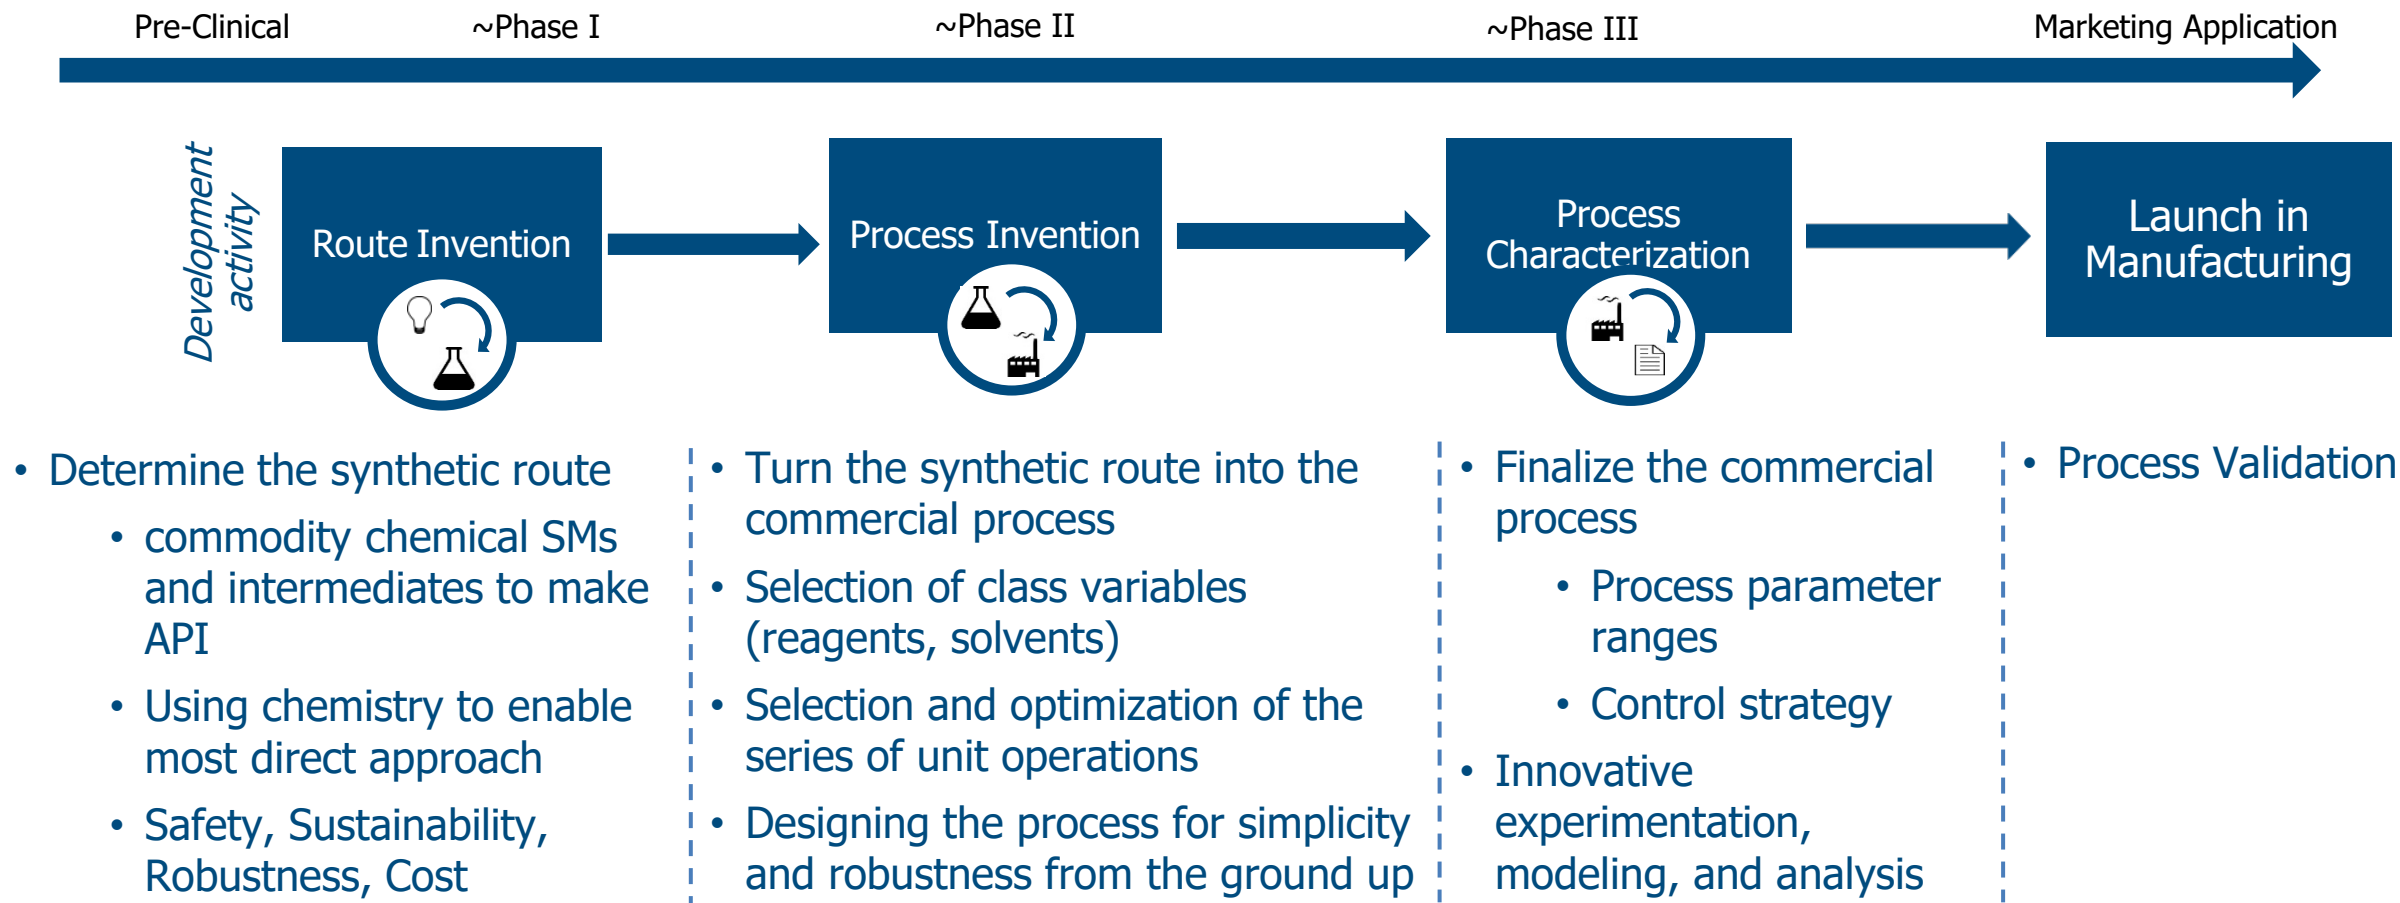 Pre-Clinical
~Phase I
~Phase II
~Phase III
Marketing Application
Development
activity
Route Invention
Process Invention
Process
Characterization
Launch in
Manufacturing
• Determine the synthetic route
• commodity chemical SMs
and intermediates to make
API
• Using chemistry to enable
most direct approach
• Safety, Sustainability,
Robustness, Cost
• Turn the synthetic route into the
commercial process
• Selection of class variables
(reagents, solvents)
• Selection and optimization of the
series of unit operations
• Designing the process for simplicity
and robustness from the ground up
• Finalize the commercial
process
• Process parameter
ranges
• Control strategy
• Innovative
experimentation,
modeling, and analysis
• Process Validation